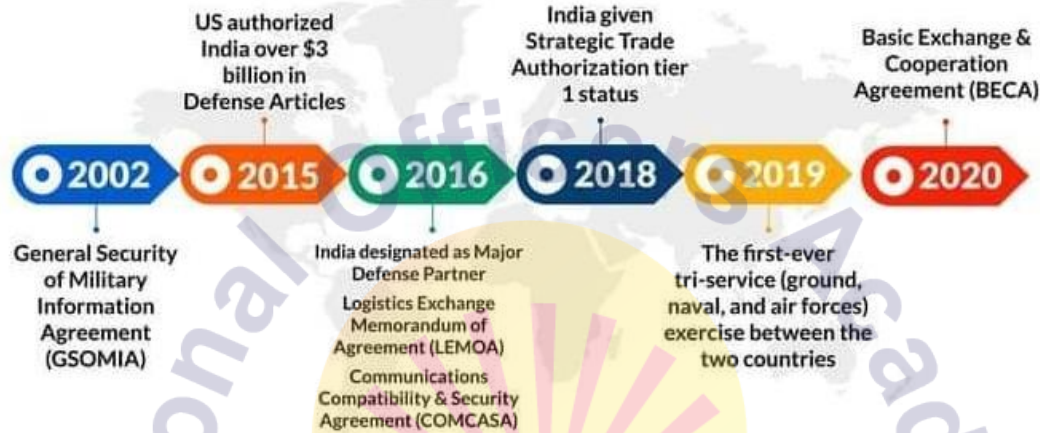 US authorized
India over $3
billion in
Defense Articles
India given
Strategic Trade
Authorization tier
1 status
Basic Exchange &
Cooperation
Agreement (BECA)
2002
2015
2016
2018
2019
2020
General Security
of Military
Information
Agreement
(GSOMIA)
India designated as Major
Defense Partner
Logistics Exchange
Memorandum of
Agreement (LEMOA)
Communications
Compatibility & Security
Agreement (COMCASA)
The first-ever
tri-service (ground,
naval, and air forces)
exercise between the
two countries
onal Officers Acad